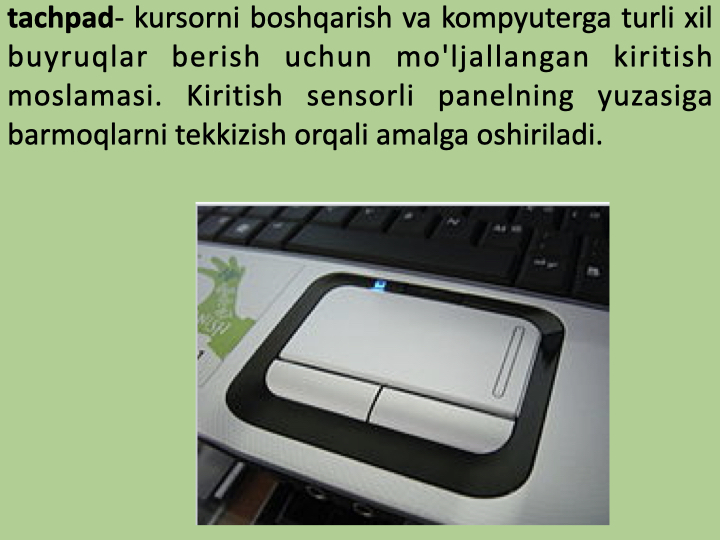 tachpad- kursorni boshqarish va kompyuterga turli xil
buyruqlar berish uchun mo'ljallangan kiritish
moslamasi. Kiritish sensorli panelning yuzasiga
barmoqlarni tekkizish orqali amalga oshiriladi.